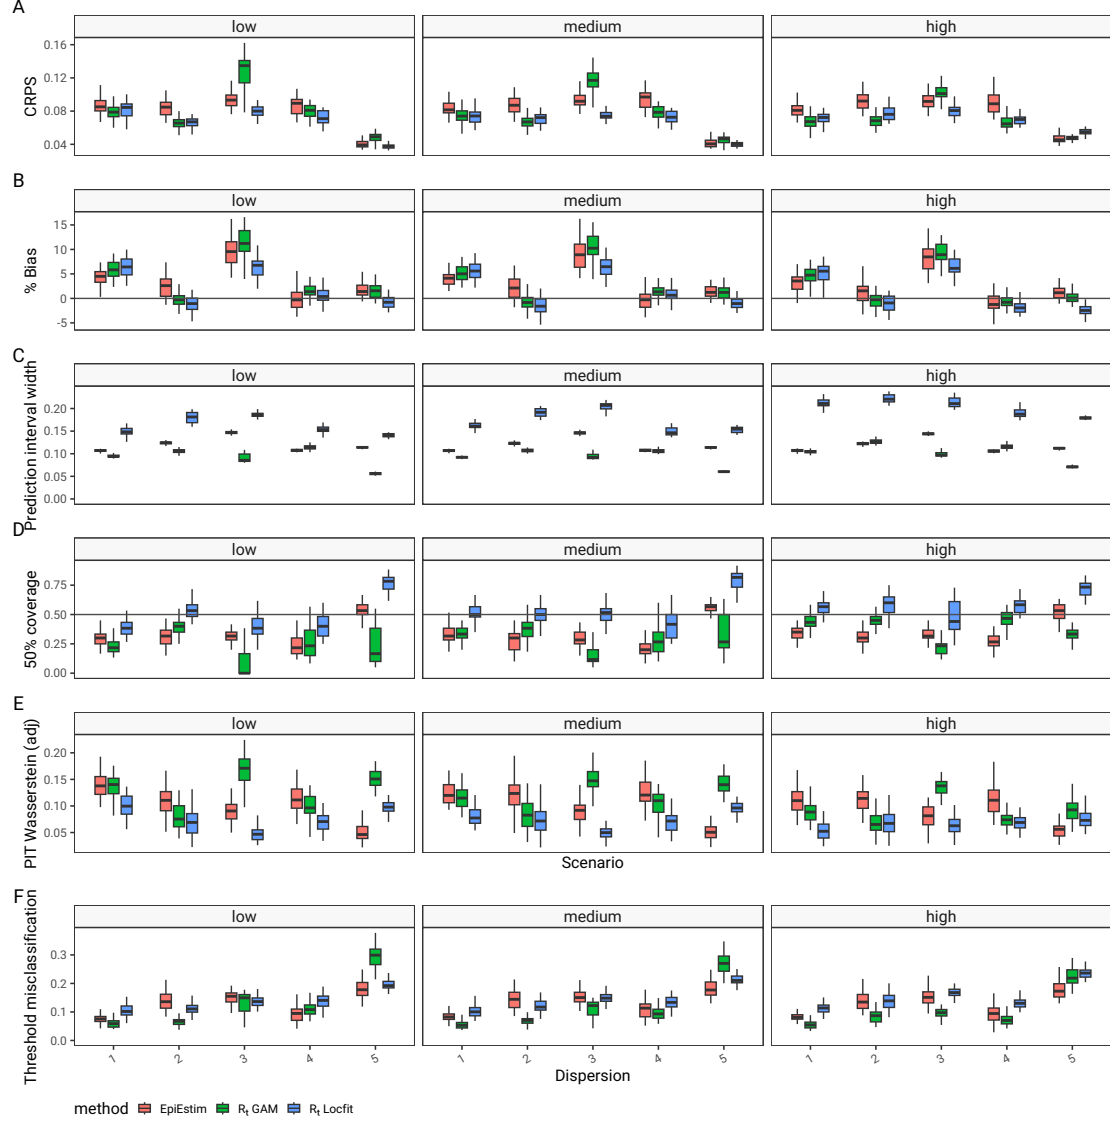 A
low
medium
high
CRPS
0.16
0.12
0.08
0.04
B
low
medium
high
% Bias
15
10
5
0
-5
C
low
medium
high
Prediction interval width
0.20
0.15
0.10
0.05
0.00
D
low
medium
high
50% coverage
0.75
0.50
0.25
0.00
E
low
medium
high
PIT Wasserstein (adj)
0.20
0.15
0.10
0.05
Scenario
F
low
medium
high
Threshold misclassification
0.3
0.2
0.1
0.0
1 2 3 4 5 1 2 3 4 5 1 2 3 4 5
Dispersion
method EpiEstim Rt GAM Rt Locfit